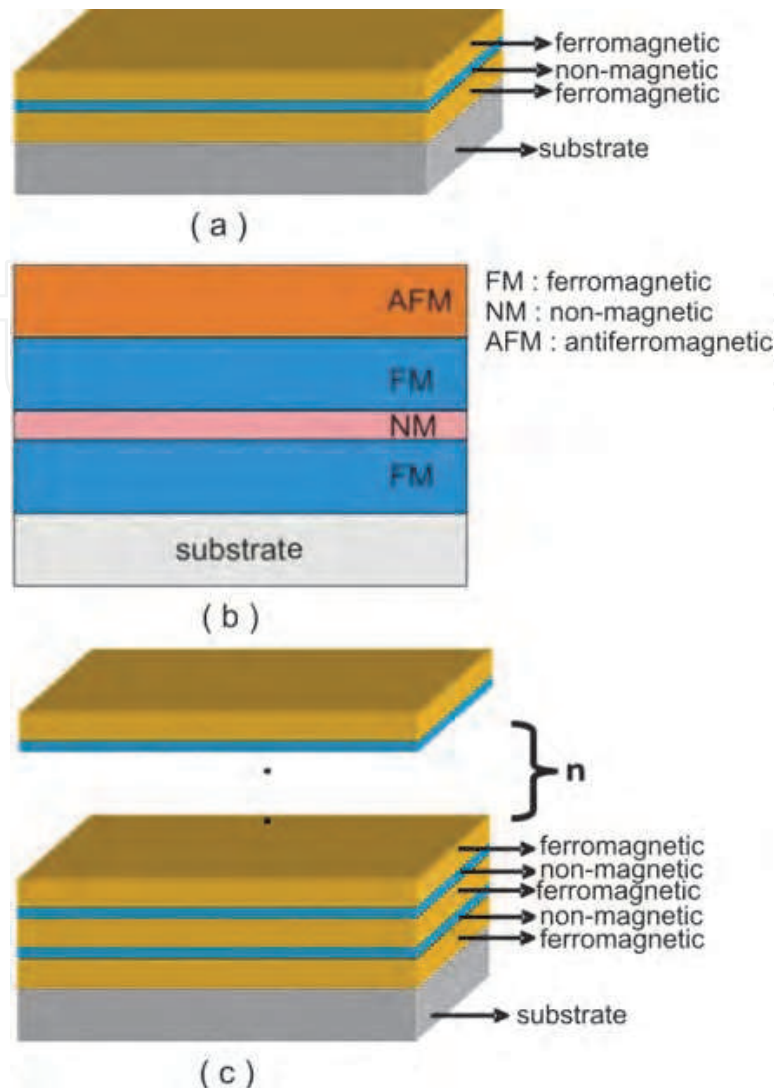 ferromagnetic
non-magnetic
ferromagnetic
substrate
( a )
AFM
FM
NM
FM
substrate
FM : ferromagnetic
NM : non-magnetic
AFM : antiferromagnetic
( b )
n
ferromagnetic
non-magnetic
ferromagnetic
non-magnetic
ferromagnetic
substrate
( c )